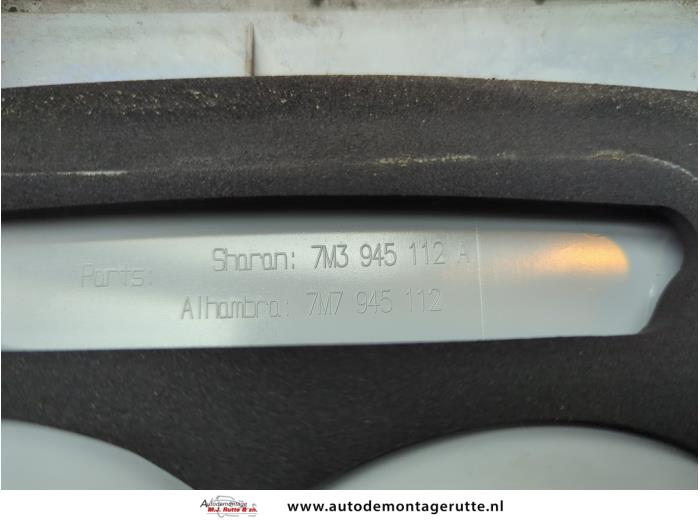 Parts: Sharan: 7M3 945 112 A
Alhambra: 7M7 945 112
Autodemontage
M.J. Rutte & zn.
www.autodemontagerutte.nl